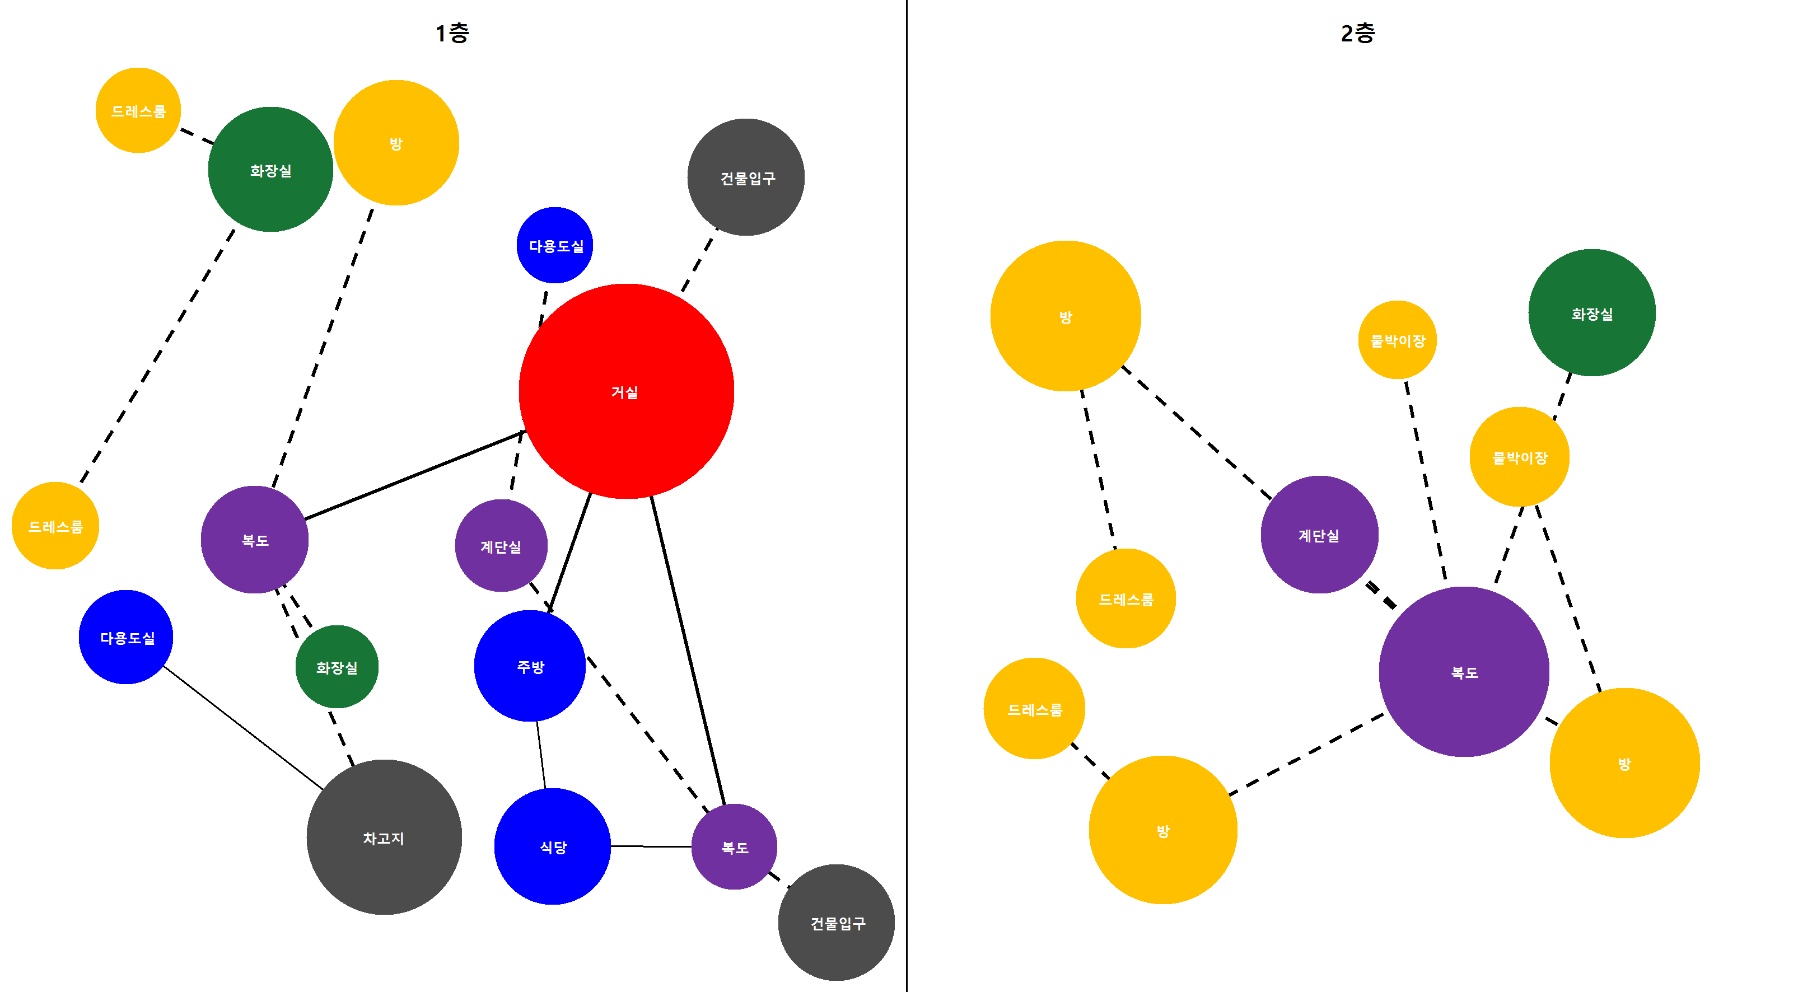 1층
드레스룸
방
화장실
건물입구
다용도실
거실
드레스룸
복도
계단실
다용도실
화장실
주방
차고지
식당
복도
건물입구
2층
방
화장실
붙박이장
붙박이장
계단실
드레스룸
복도
드레스룸
방
방